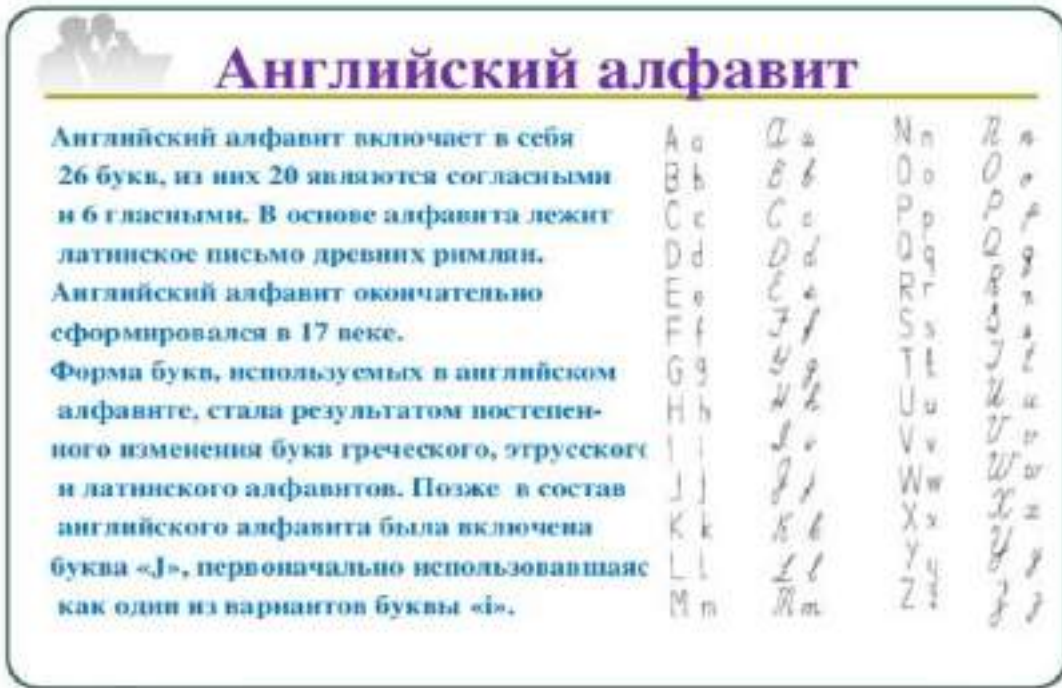 Английский алфавит
Английский алфавит включает в себя
26 букв, из них 20 являются согласными
и 6 гласными. В основе алфавита лежит
латинское письмо древних римлян.
Английский алфавит окончательно
сформировался в 17 веке.
Форма букв, используемых в английском
алфавите, стала результатом постепен-
ного изменения букв греческого, этрусского
и латинского алфавитов. Позже в состав
английского алфавита была включена
буква «J», первоначально использовавшаяс
как один из вариантов буквы «i».
A a A a N n N n
B b B b O o O o
C c C c P p P p
D d D d Q q Q q
E e E e R r R r
F f F f S s S s
G g G g T t T t
H h H h U u U u
I i I i V v V v
J j J j W w W w
K k K k X x X x
L l L l Y y Y y
M m M m Z z Z z